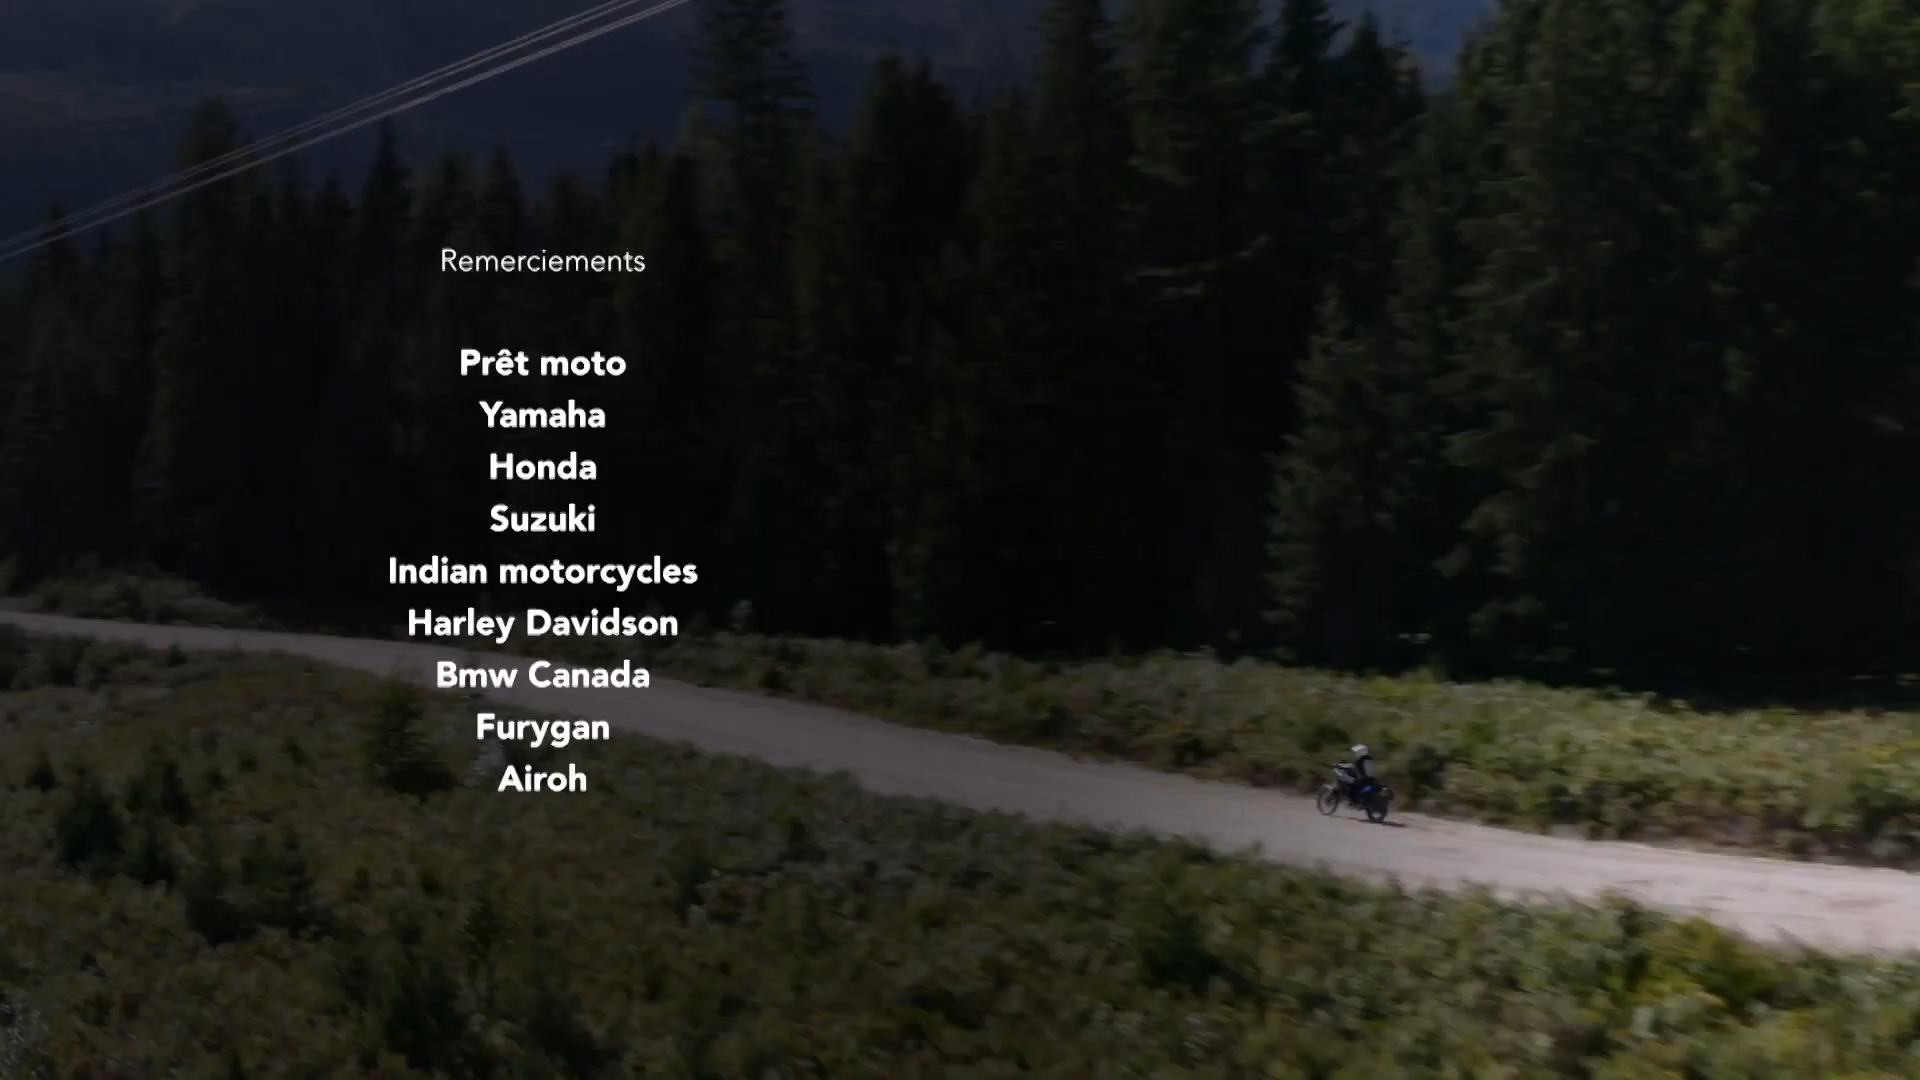 Remerciements
Prêt moto
Yamaha
Honda
Suzuki
Indian motorcycles
Harley Davidson
Bmw Canada
Furygan
Airoh